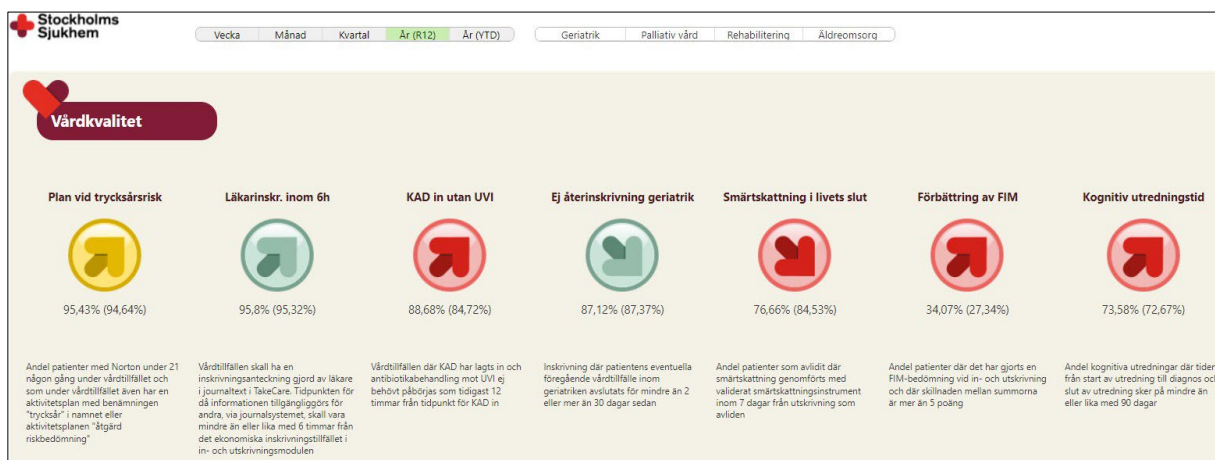 Stockholms
Sjukhem
Vecka Månad Kvartal År (R12) År (YTD) Geriatrik Palliativ vård Rehabilitering Äldreomsorg
Vårdkvalitet
Plan vid trycksårsrisk
95,43% (94,64%)
Andel patienter med Norton under 21
någon gång under vårdtillfället och
som under vårdtillfället även har en
aktivitetsplan med benämningen
"trycksår" i namnet eller
aktivitetsplanen "åtgärd
riskbedömning"
Läkarinskr. inom 6h
95,8% (95,32%)
Vårdtillfällen skall ha en
inskrivningsanteckning gjord av läkare
i journaltext i TakeCare. Tidpunkten för
då informationen tillgängliggörs för
andra, via journalsystemet, skall vara
mindre än eller lika med 6 timmar från
det ekonomiska inskrivningstillfället i
in- och utskrivningsmodulen
KAD in utan UVI
88,68% (84,72%)
Vårdtillfällen där KAD har lagts in och
antibiotikabehandling mot UVI ej
behövt påbörjas som tidigast 12
timmar från tidpunkt för KAD in
Ej återinskrivning geriatrik
87,12% (87,37%)
Inskrivning där patientens eventuella
föregående vårdtillfälle inom
geriatriken avslutats för mindre än 2
eller mer än 30 dagar sedan
Smärtskattning i livets slut
76,66% (84,53%)
Andel patienter som avlidit där
smärtskattning genomförts med
validerat smärtskattningsinstrument
inom 7 dagar från utskrivning som
avliden
Förbättring av FIM
34,07% (27,34%)
Andel patienter där det har gjorts en
FIM-bedömning vid in- och utskrivning
och där skillnaden mellan summorna
är mer än 5 poäng
Kognitiv utredningstid
73,58% (72,67%)
Andel kognitiva utredningar där tiden
från start av utredning till diagnos och
slut av utredning sker på mindre än
eller lika med 90 dagar